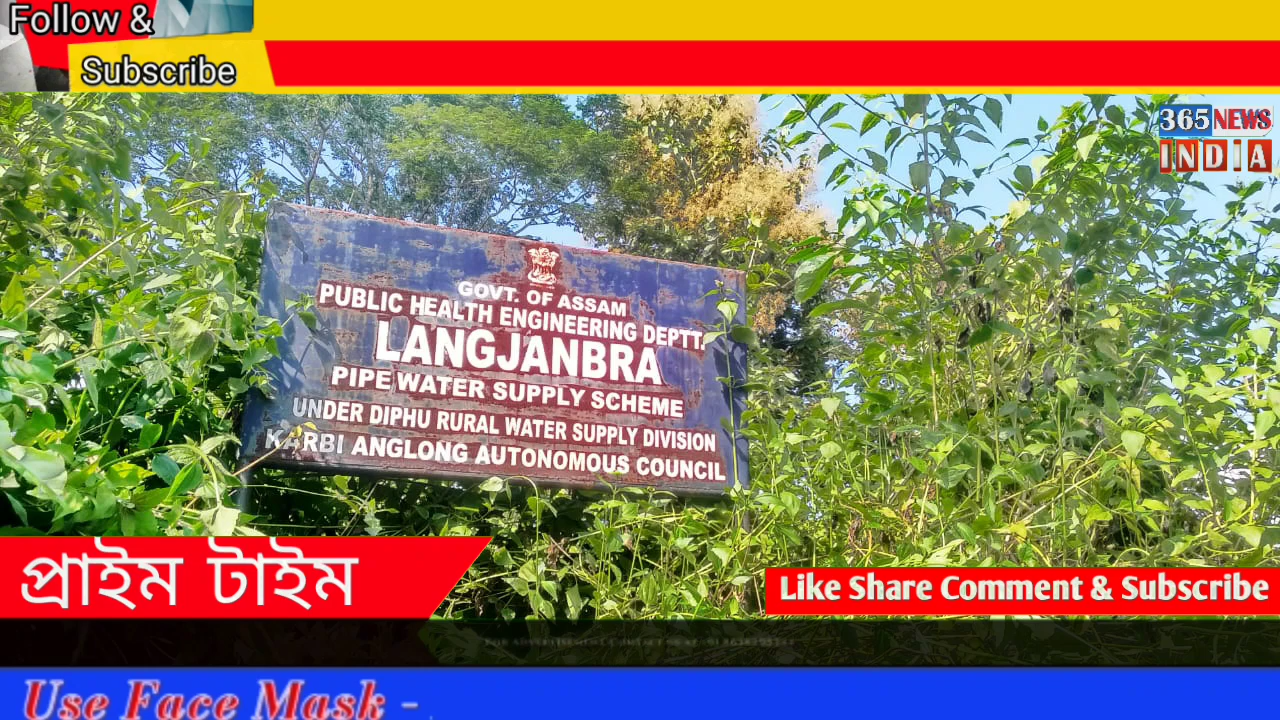 Follow &
Subscribe
365 NEWS
INDIA
GOVT. OF ASSAM
PUBLIC HEALTH ENGINEERING DEPTT.
LANGJANBRA
PIPE WATER SUPPLY SCHEME
UNDER DIPHU RURAL WATER SUPPLY DIVISION
KARBI ANGLONG AUTONOMOUS COUNCIL
প্ৰাইম টাইম
Like Share Comment & Subscribe
Use Face Mask -